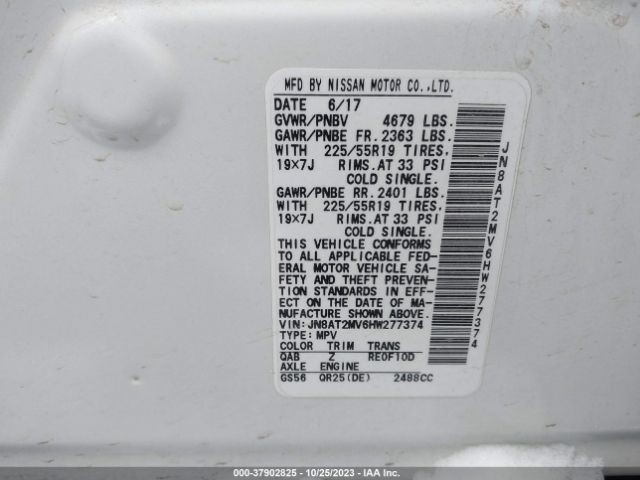 MFD BY NISSAN MOTOR CO.,LTD.
DATE 6/17
GVWR/PNBV 4679 LBS.
GAWR/PNBE FR. 2363 LBS.
WITH 225/55R19 TIRES.
19×7J RIMS.AT 33 PSI
COLD SINGLE.
GAWR/PNBE RR. 2401 LBS.
WITH 225/55R19 TIRES.
19×7J RIMS.AT 33 PSI
COLD SINGLE.
THIS VEHICLE CONFORMS
TO ALL APPLICABLE FED-
ERAL MOTOR VEHICLE SA-
FETY AND THEFT PREVEN-
TION STANDARDS IN EFF-
ECT ON THE DATE OF MA-
NUFACTURE SHOWN ABOVE.
VIN:JN8AT2MV6HW277374
TYPE:MPV
COLOR TRIM TRANS
QAB Z RE0F10D
AXLE ENGINE
GS56 QR25(DE) 2488CC
JN8AT2MV6HW277374
000-37902825 - 10/25/2023 - IAA Inc.